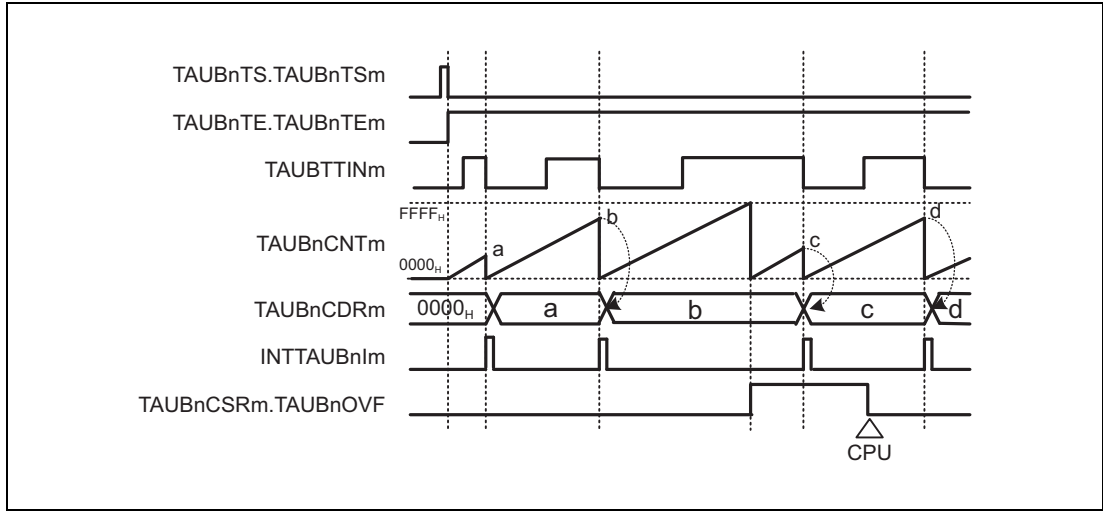 TAUBnTS.TAUBnTSm
TAUBnTE.TAUBnTEm
TAUBTTINm
FFFFH
b
d
TAUBnCNTm
a
c
0000H
TAUBnCDRm
0000H
a
b
c
d
INTTAUBnIm
TAUBnCSRm.TAUBnOVF
CPU